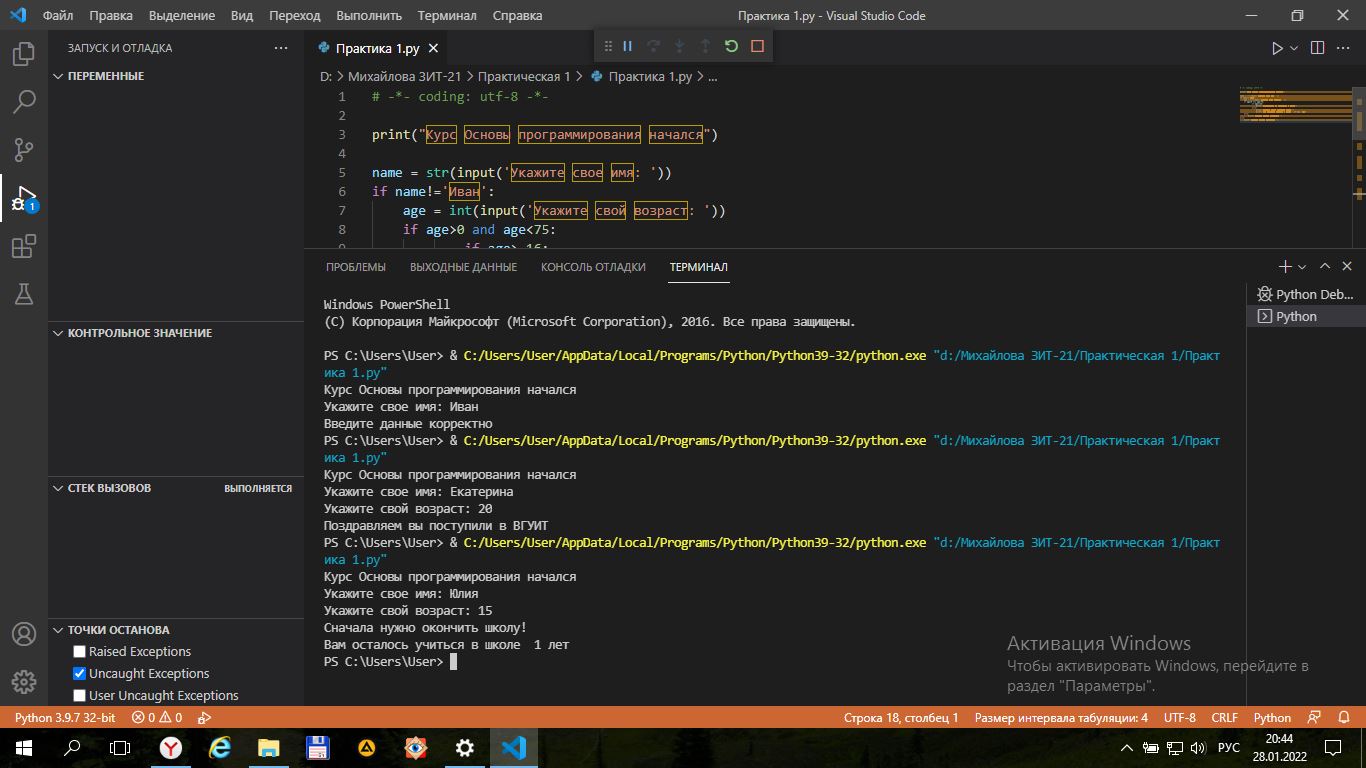 Файл Правка Выделение Вид Переход Выполнить Терминал Справка
Практика 1.py - Visual Studio Code
ЗАПУСК И ОТЛАДКА
ПЕРЕМЕННЫЕ
КОНТРОЛЬНОЕ ЗНАЧЕНИЕ
СТЕК ВЫЗОВОВ ВЫПОЛНЯЕТСЯ
ТОЧКИ ОСТАНОВА
Raised Exceptions
Uncaught Exceptions
User Uncaught Exceptions
1
Практика 1.py
D: > Михайлова ЗИТ-21 > Практическая 1 > Практика 1.py > ...
1 # -*- coding: utf-8 -*-
2
3 print("Курс Основы программирования начался")
4
5 name = str(input('Укажите свое имя: '))
6 if name!='Иван':
7 age = int(input('Укажите свой возраст: '))
8 if age>0 and age<75:
ПРОБЛЕМЫ ВЫХОДНЫЕ ДАННЫЕ КОНСОЛЬ ОТЛАДКИ ТЕРМИНАЛ
Python Deb...
Python
Windows PowerShell
(C) Корпорация Майкрософт (Microsoft Corporation), 2016. Все права защищены.
PS C:\Users\User> & C:/Users/User/AppData/Local/Programs/Python/Python39-32/python.exe "d:/Михайлова ЗИТ-21/Практическая 1/Практ
ика 1.py"
Курс Основы программирования начался
Укажите свое имя: Иван
Введите данные корректно
PS C:\Users\User> & C:/Users/User/AppData/Local/Programs/Python/Python39-32/python.exe "d:/Михайлова ЗИТ-21/Практическая 1/Практ
ика 1.py"
Курс Основы программирования начался
Укажите свое имя: Екатерина
Укажите свой возраст: 20
Поздравляем вы поступили в ВГУИТ
PS C:\Users\User> & C:/Users/User/AppData/Local/Programs/Python/Python39-32/python.exe "d:/Михайлова ЗИТ-21/Практическая 1/Практ
ика 1.py"
Курс Основы программирования начался
Укажите свое имя: Юлия
Укажите свой возраст: 15
Сначала нужно окончить школу!
Вам осталось учиться в школе  1 лет
PS C:\Users\User>
Активация Windows
Чтобы активировать Windows, перейдите в
раздел "Параметры".
Python 3.9.7 32-bit 0 0 Строка 18, столбец 1 Размер интервала табуляции: 4 UTF-8 CRLF Python
РУС
20:44
28.01.2022